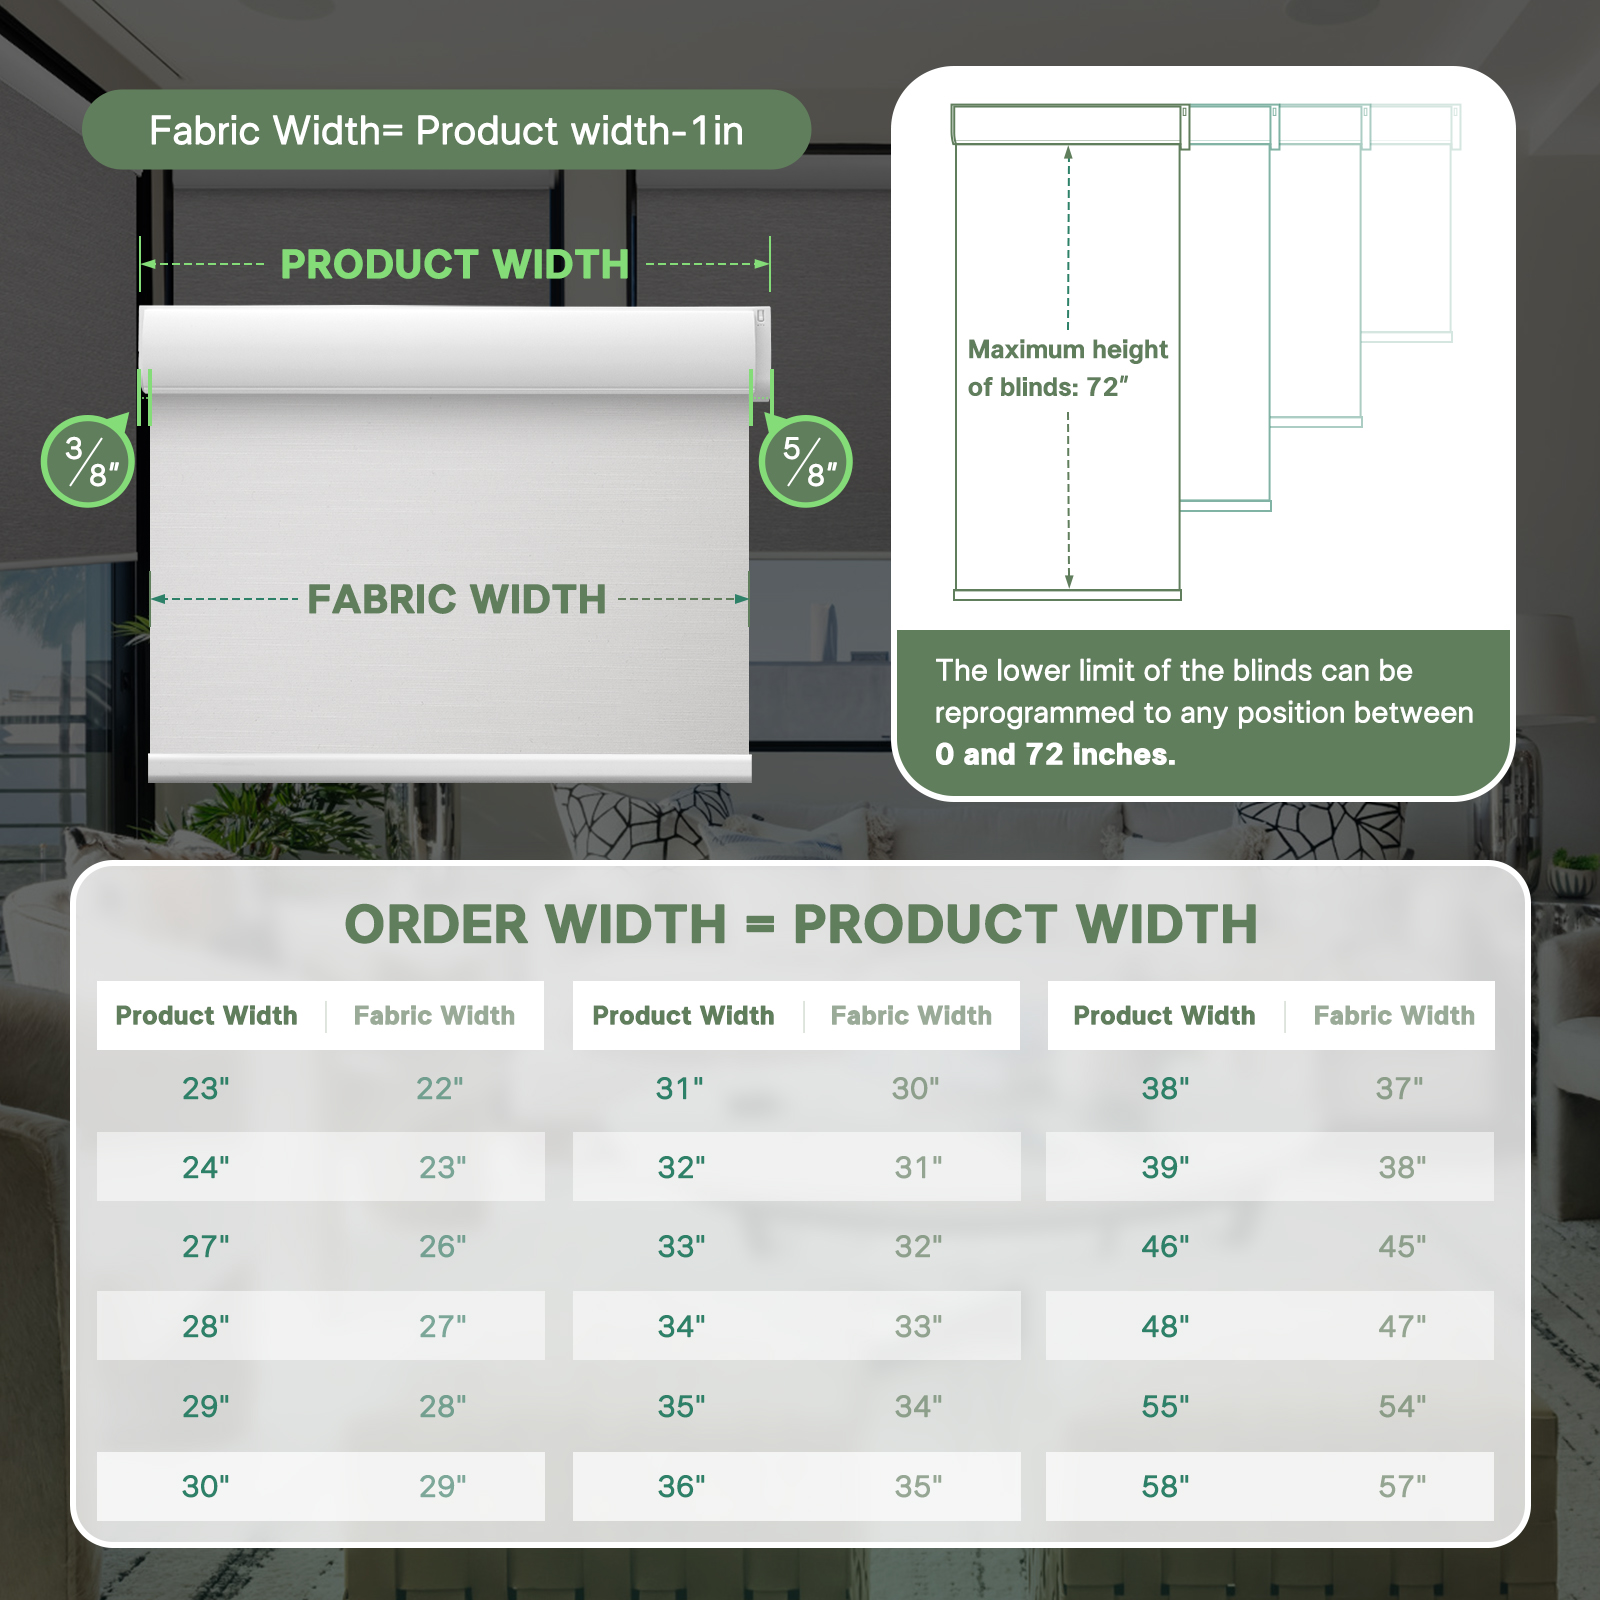 Fabric Width= Product width-1in
PRODUCT WIDTH
3/8"
5/8"
FABRIC WIDTH
Maximum height
of blinds: 72"
The lower limit of the blinds can be
reprogrammed to any position between
0 and 72 inches.
ORDER WIDTH = PRODUCT WIDTH
Product Width Fabric Width Product Width Fabric Width Product Width Fabric Width
23" 22" 31" 30" 38" 37"
24" 23" 32" 31" 39" 38"
27" 26" 33" 32" 46" 45"
28" 27" 34" 33" 48" 47"
29" 28" 35" 34" 55" 54"
30" 29" 36" 35" 58" 57"